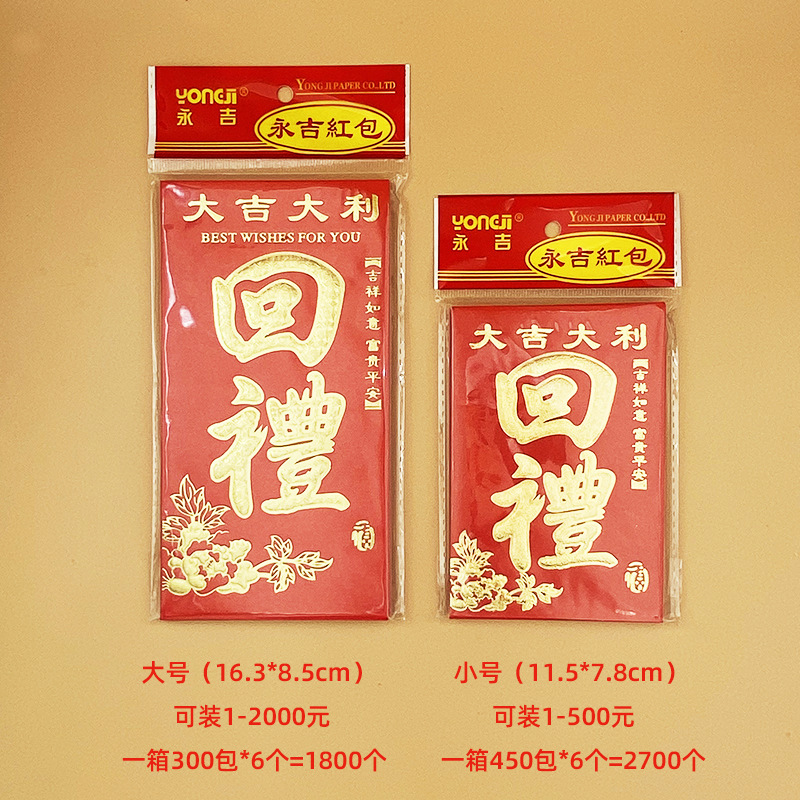 YONGJI®
永吉
YONG JI PAPER CO.,LTD
永吉紅包
大吉大利
BEST WISHES FOR YOU
回禮
【吉祥如意 富貴平安】
福
YONGJI®
永吉
YONG JI PAPER CO.,LTD
永吉紅包
大吉大利
回禮
【吉祥如意 富貴平安】
福
大号（16.3*8.5cm）
可装1-2000元
一箱300包*6个=1800个
小号（11.5*7.8cm）
可装1-500元
一箱450包*6个=2700个